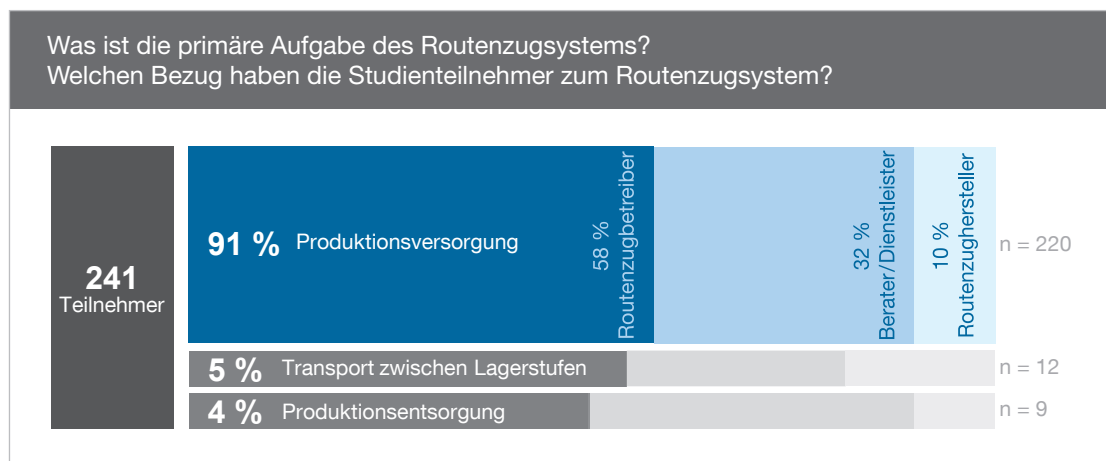 Was ist die primäre Aufgabe des Routenzugsystems?
Welchen Bezug haben die Studienteilnehmer zum Routenzugsystem?
241
Teilnehmer
91 % Produktionsversorgung
58 %
Routenzugbetreiber
32 %
Berater/Dienstleister
10 %
Routenzughersteller
n = 220
5 % Transport zwischen Lagerstufen
n = 12
4 % Produktionsentsorgung
n = 9